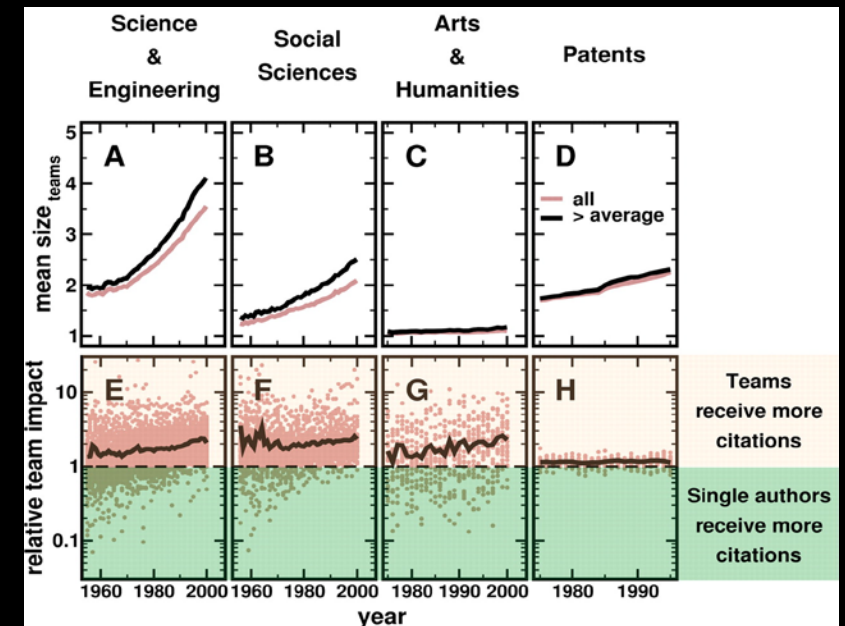 Science
&
Engineering
Social
Sciences
Arts
&
Humanities
Patents
mean size teams
5
4
3
2
1
A
B
C
D
all
> average
relative team impact
10
1
0.1
E
F
G
H
Teams
receive more
citations
Single authors
receive more
citations
1960 1980 2000
1960 1980 2000
1980 1990 2000
1980 1990
year